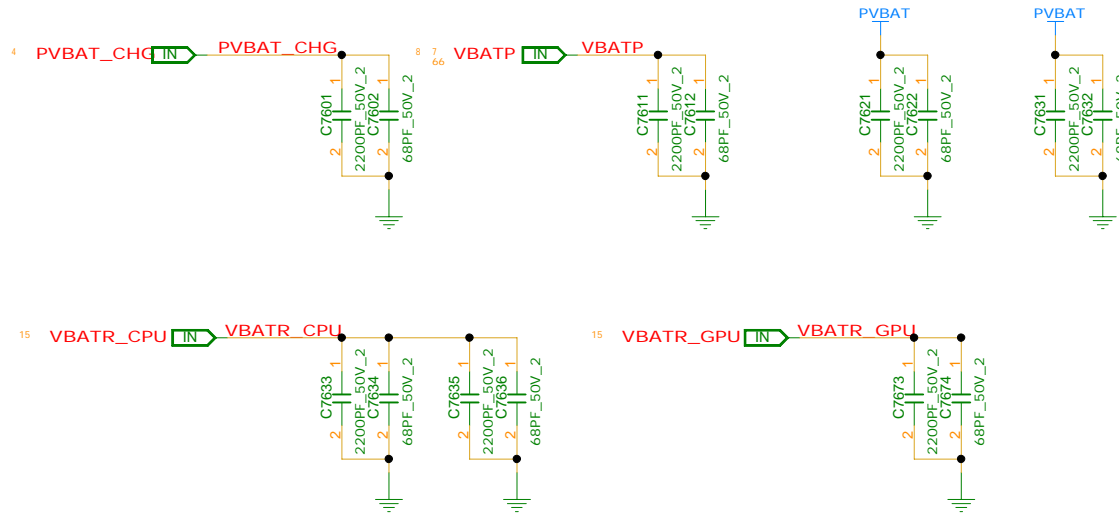 PVBAT PVBAT
4 PVBAT_CHG IN PVBAT_CHG
8 7 66 VBATP IN VBATP
1 1 1 1 1 1 1 1
C7601 2200PF_50V_2 C7602 68PF_50V_2
C7611 2200PF_50V_2 C7612 68PF_50V_2
C7621 2200PF_50V_2 C7622 68PF_50V_2
C7631 2200PF_50V_2 C7632
2 2 2 2 2 2 2 2
15 VBATR_CPU IN VBATR_CPU
15 VBATR_GPU IN VBATR_GPU
1 1 1 1 1 1
C7633 2200PF_50V_2 C7634 68PF_50V_2
C7635 2200PF_50V_2 C7636 68PF_50V_2
C7673 2200PF_50V_2 C7674 68PF_50V_2
2 2 2 2 2 2